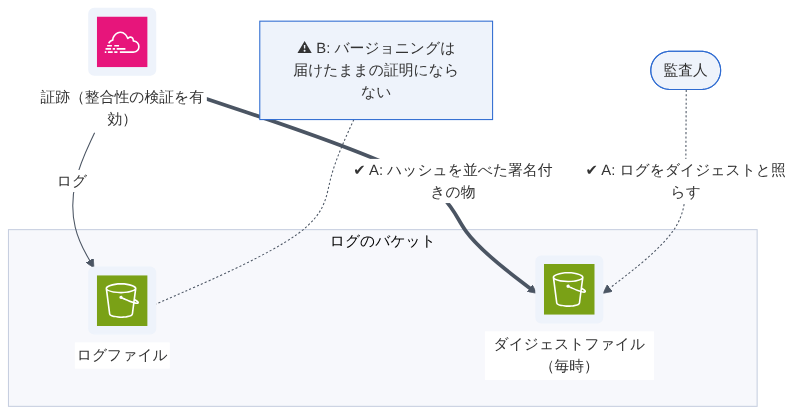 ⚠ B: バージョニングは
届けたままの証明になら
ない
監査人
証跡（整合性の検証を有
効）
✔ A: ハッシュを並べた署名付
きの物
✔ A: ログをダイジェストと照
らす
ログ
ログのバケット
ログファイル
ダイジェストファイル
（毎時）